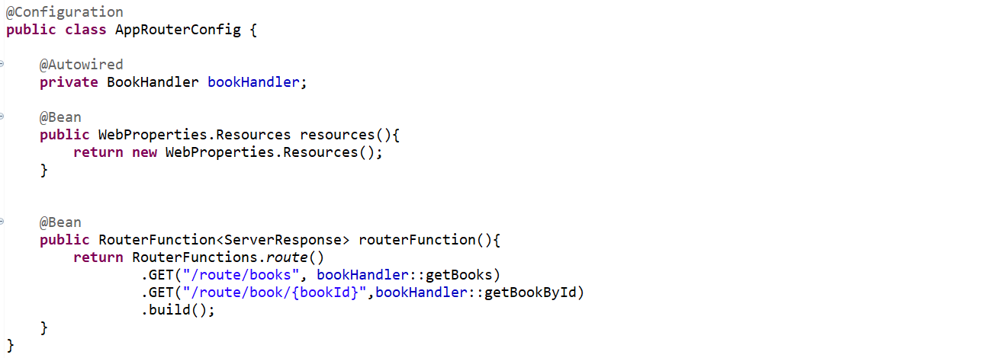 @Configuration
public class AppRouterConfig {
@Autowired
private BookHandler bookHandler;
@Bean
public WebProperties.Resources resources(){
return new WebProperties.Resources();
}
@Bean
public RouterFunction<ServerResponse> routerFunction(){
return RouterFunctions.route()
.GET("/route/books", bookHandler::getBooks)
.GET("/route/book/{bookId}",bookHandler::getBookById)
.build();
}
}